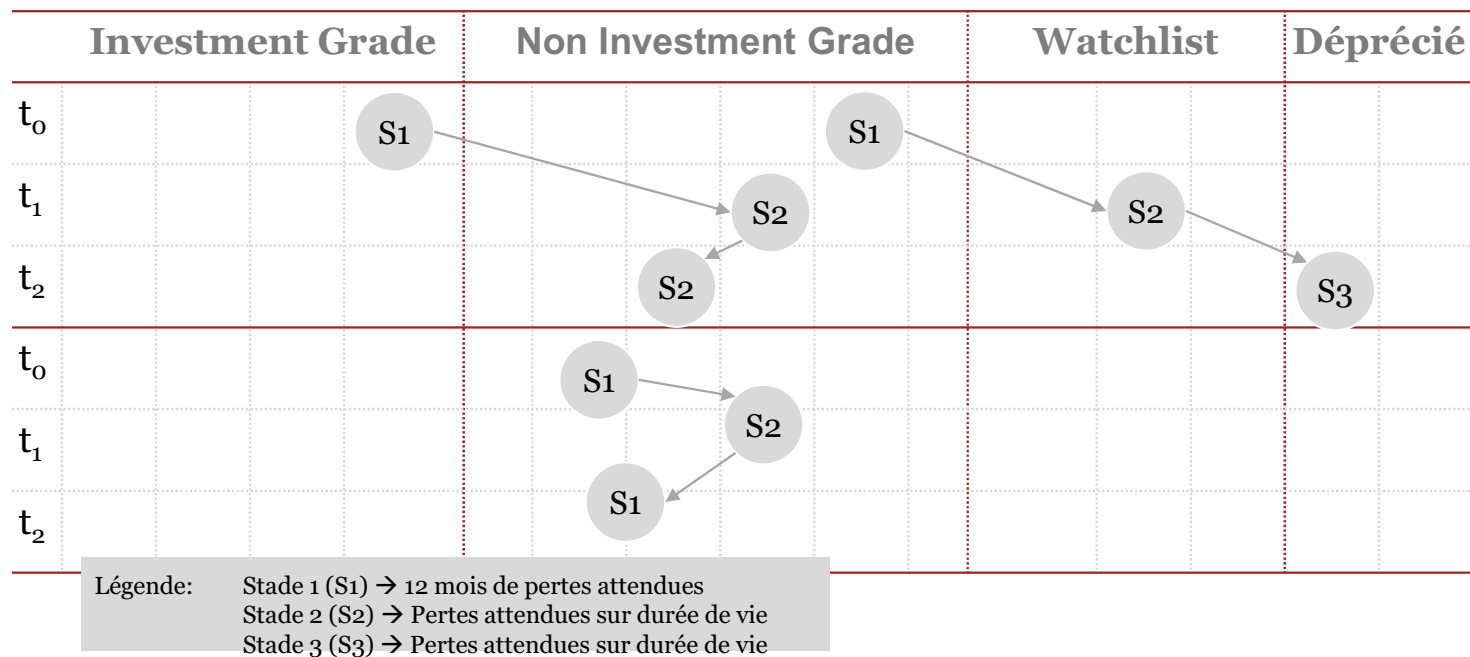 Investment Grade Non Investment Grade Watchlist Déprécié
t₀ S1 S1
t₁ S2 S2
t₂ S2 S3
t₀ S1
t₁ S2
t₂ S1
Légende: Stade 1 (S1) → 12 mois de pertes attendues
Stade 2 (S2) → Pertes attendues sur durée de vie
Stade 3 (S3) → Pertes attendues sur durée de vie